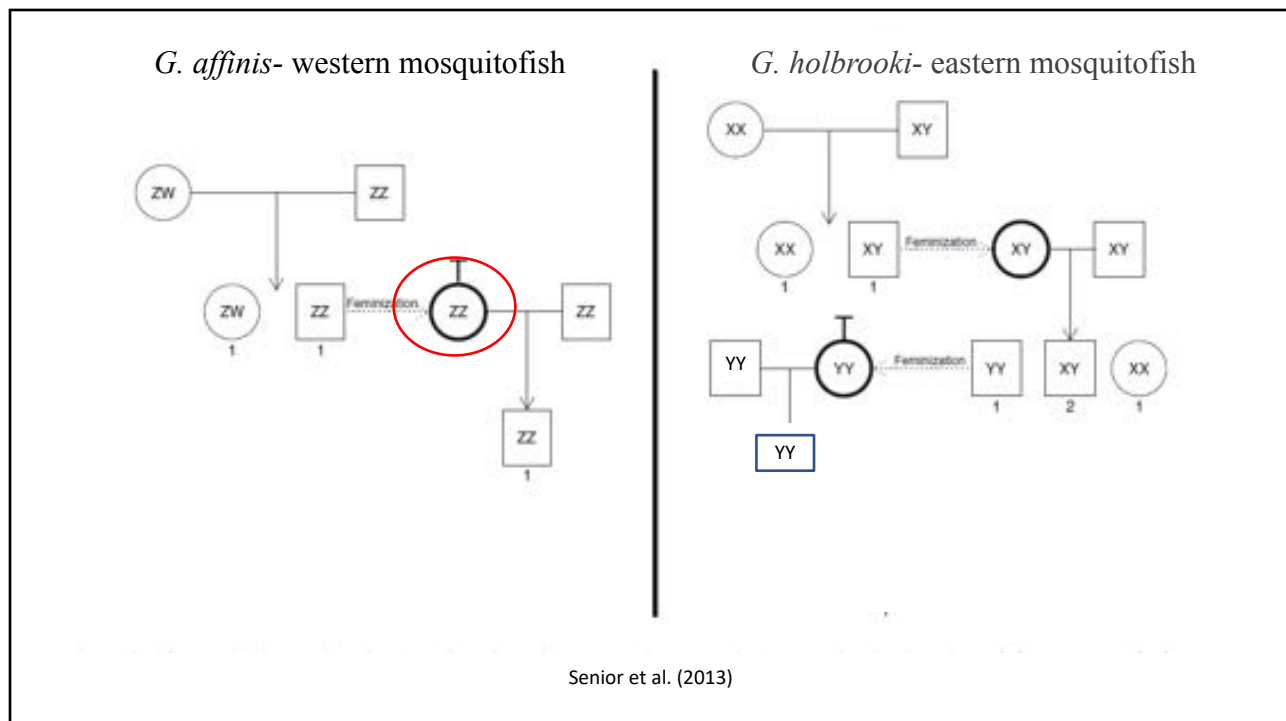 G. affinis- western mosquitofish
ZW
ZZ
ZW
1
ZZ
1
Feminization
ZZ
ZZ
ZZ
1
G. holbrooki- eastern mosquitofish
XX
XY
XX
1
XY
1
Feminization
XY
XY
YY
YY
Feminization
YY
1
XY
2
XX
1
YY
Senior et al. (2013)